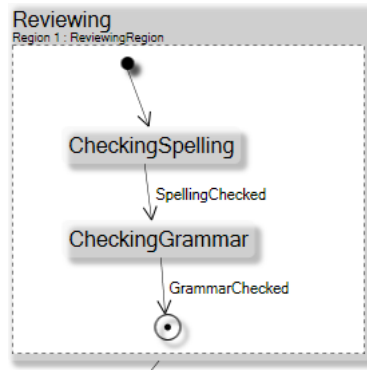 Reviewing
Region 1 : ReviewingRegion
CheckingSpelling
SpellingChecked
CheckingGrammar
GrammarChecked